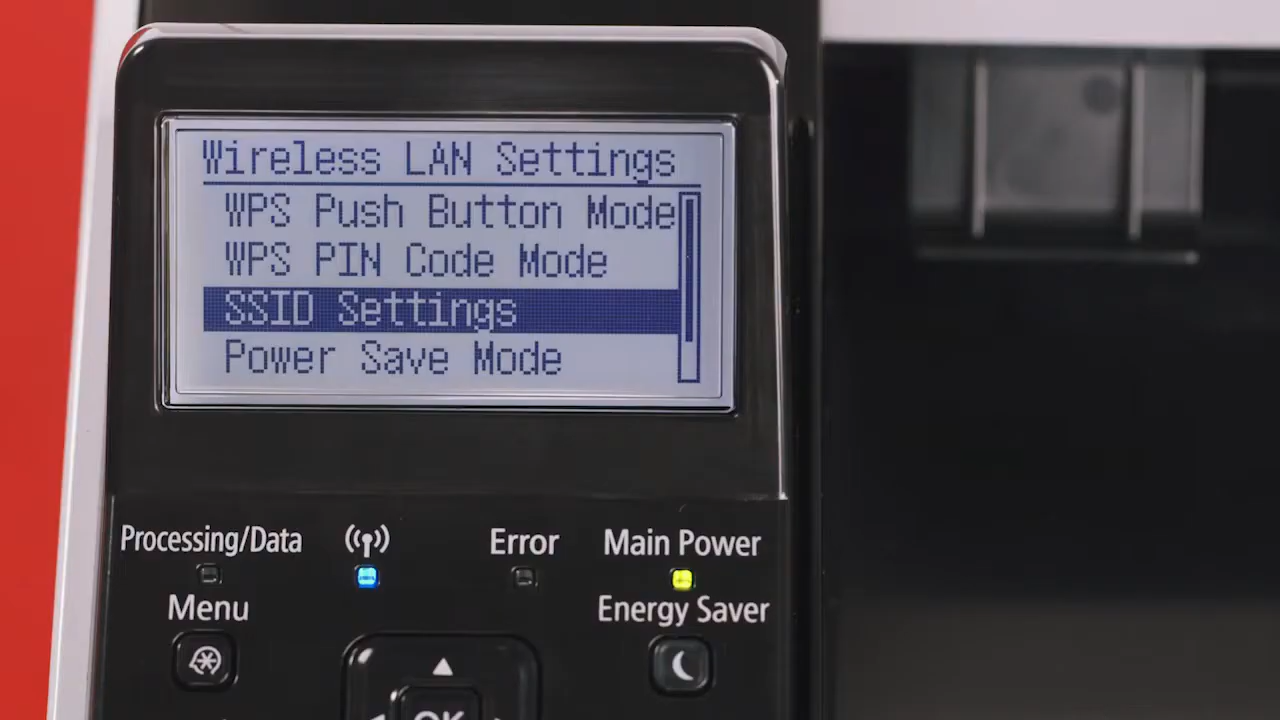 Wireless LAN Settings
WPS Push Button Mode
WPS PIN Code Mode
SSID Settings
Power Save Mode
Processing/Data
Error
Main Power
Menu
Energy Saver
OK